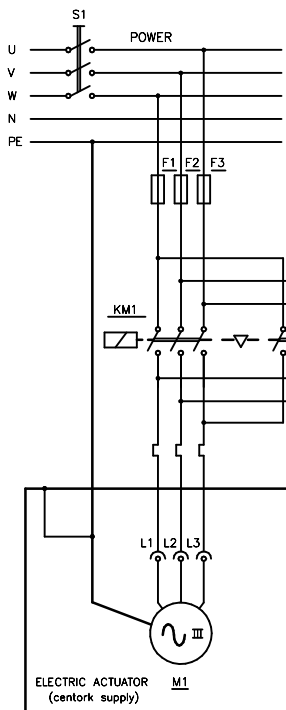 S1
POWER
U
V
W
N
PE
F1 F2 F3
KM1
L1 L2 L3
III
ELECTRIC ACTUATOR M1
(centork supply)